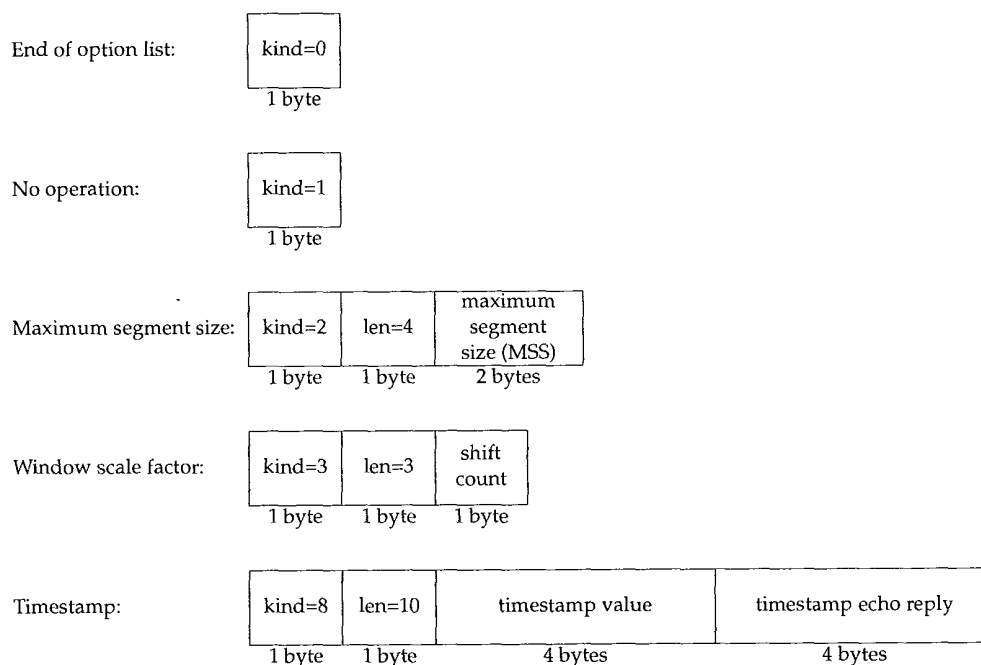 End of option list:
kind=0
1 byte
No operation:
kind=1
1 byte
Maximum segment size:
kind=2
len=4
maximum
segment
size (MSS)
1 byte
1 byte
2 bytes
Window scale factor:
kind=3
len=3
shift
count
1 byte
1 byte
1 byte
Timestamp:
kind=8
len=10
timestamp value
timestamp echo reply
1 byte
1 byte
4 bytes
4 bytes